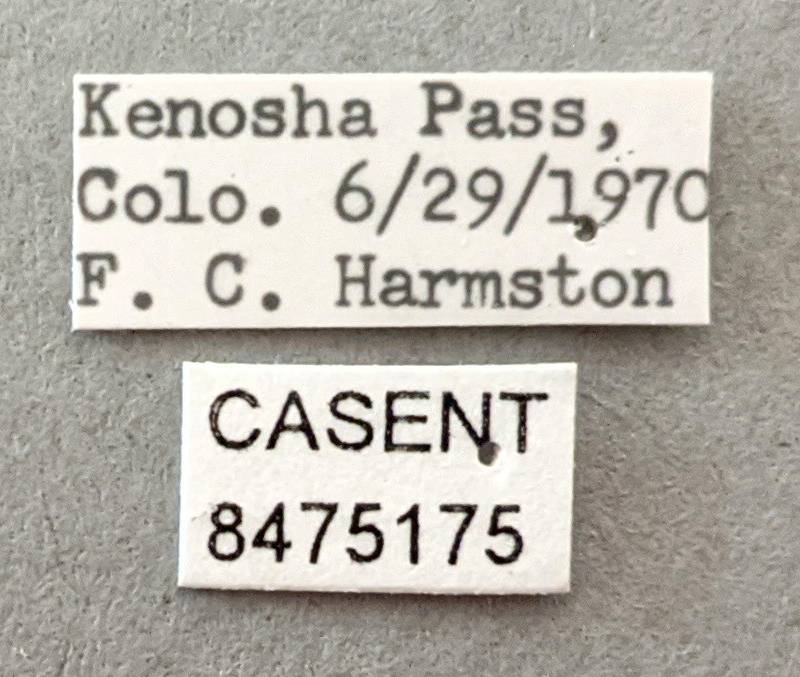 Kenosha Pass,
Colo. 6/29/1970
F. C. Harmston
CASENT
8475175